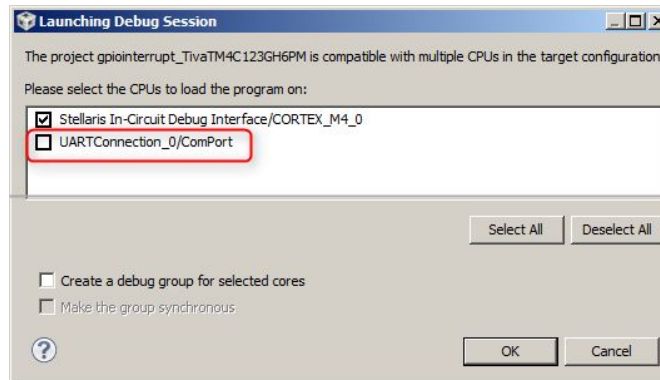 Launching Debug Session
The project gpiointerrupt_TivaTM4C123GH6PM is compatible with multiple CPUs in the target configuration
Please select the CPUs to load the program on:
Stellaris In-Circuit Debug Interface/CORTEX_M4_0
UARTConnection_0/ComPort
Select All Deselect All
Create a debug group for selected cores
Make the group synchronous
? OK Cancel